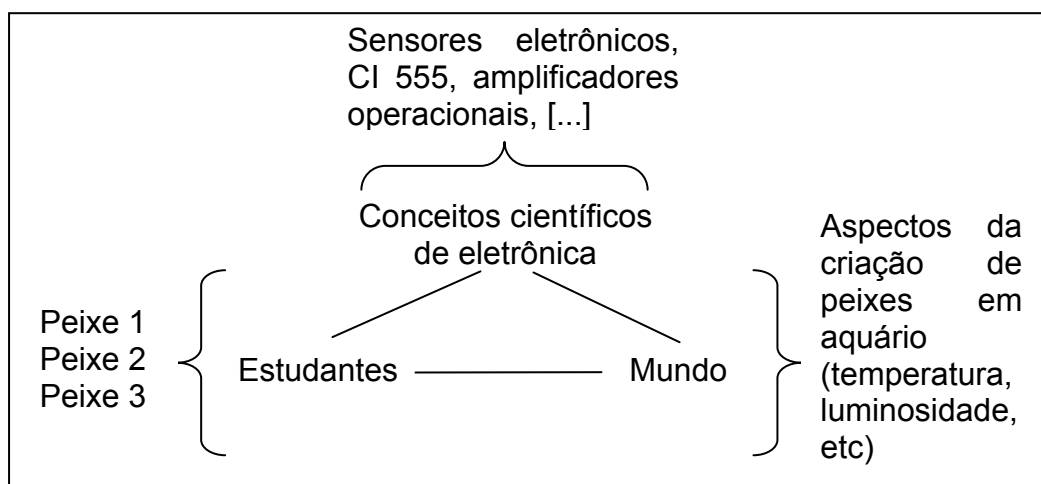 Sensores eletrônicos,
CI 555, amplificadores
operacionais, [...]
Conceitos científicos
de eletrônica
Peixe 1
Peixe 2
Peixe 3
Estudantes
Mundo
Aspectos da
criação de
peixes em
aquário
(temperatura,
luminosidade,
etc)